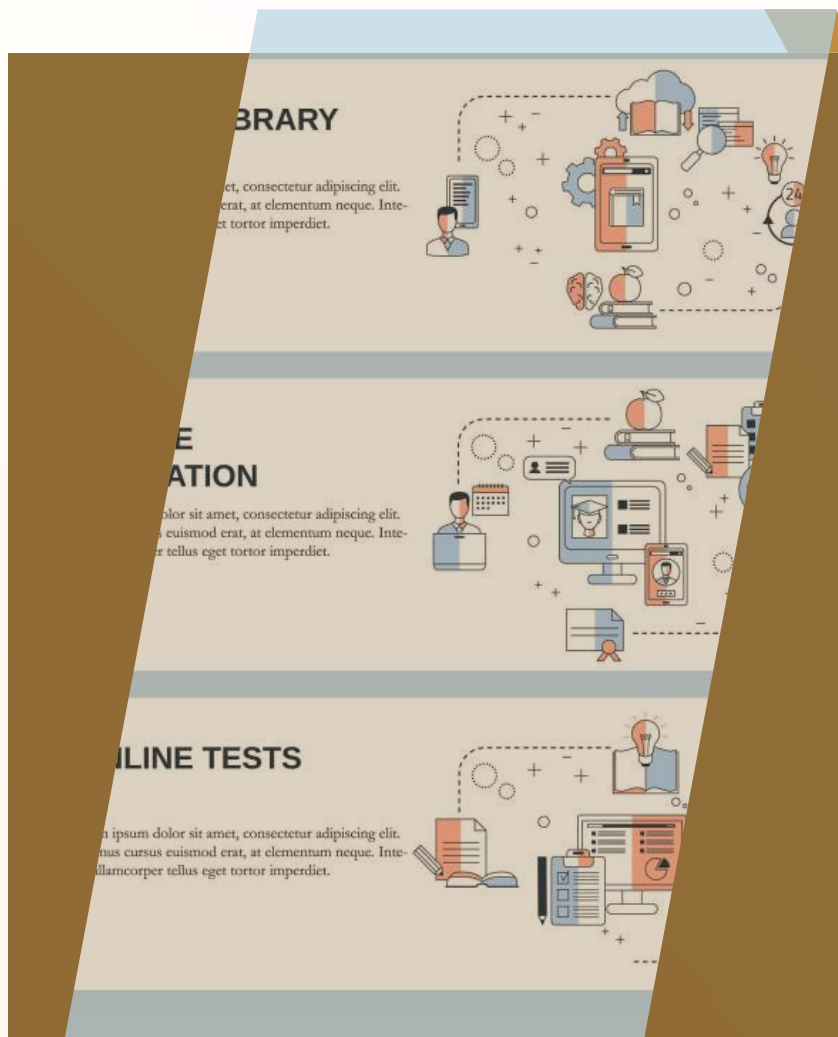 BRARY
et, consectetur adipiscing elit.
erat, at elementum neque. Inte-
et tortor imperdiet.
24
E
ATION
lor sit amet, consectetur adipiscing elit.
euismod erat, at elementum neque. Inte-
r tellus eget tortor imperdiet.
NLINE TESTS
ipsum dolor sit amet, consectetur adipiscing elit.
mus cursus euismod erat, at elementum neque. Inte-
llamcorper tellus eget tortor imperdiet.